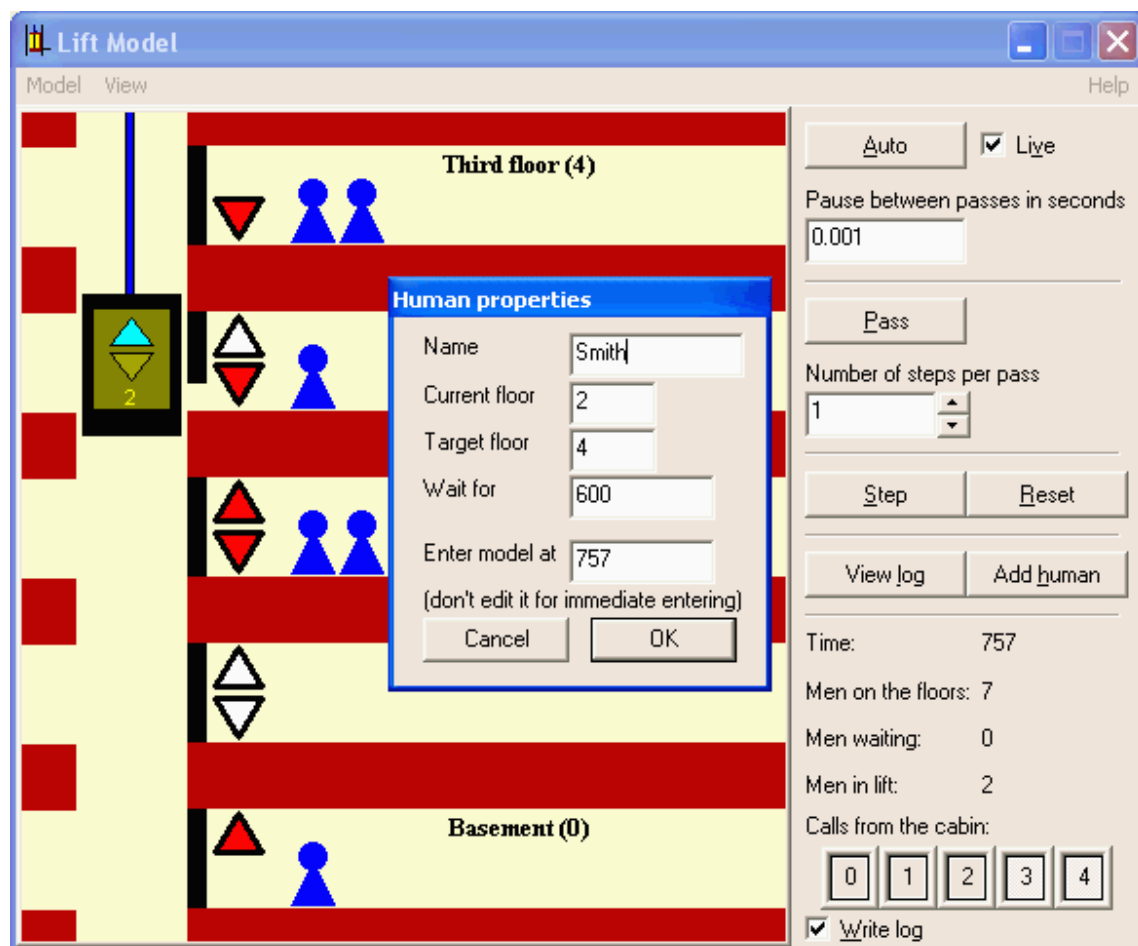 Lift Model
Model View Help
Third floor (4)
2
Basement (0)
Human properties
Name Smith
Current floor 2
Target floor 4
Wait for 600
Enter model at 757
(don't edit it for immediate entering)
Cancel OK
Auto Live
Pause between passes in seconds
0.001
Pass
Number of steps per pass
1
Step Reset
View log Add human
Time: 757
Men on the floors: 7
Men waiting: 0
Men in lift: 2
Calls from the cabin:
0 1 2 3 4
Write log